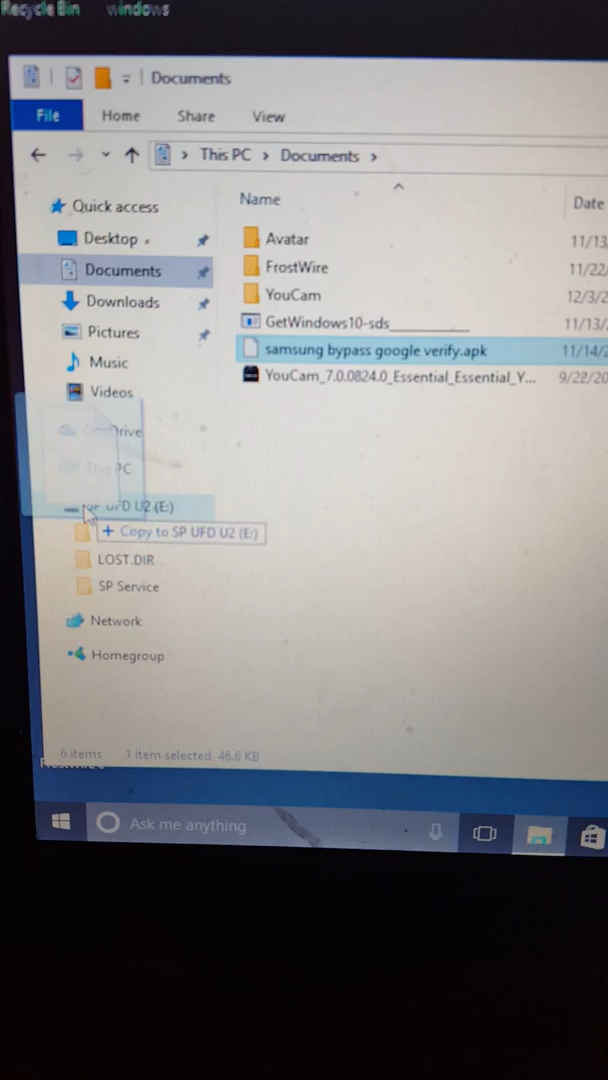 Recycle Bin windows
Documents
File Home Share View
This PC > Documents >
Name Date
Quick access
Desktop
Documents
Downloads
Pictures
Music
Videos
OneDrive
This PC
SP UFD U2 (E:)
+ Copy to SP UFD U2 (E:)
LOST.DIR
SP Service
Network
Homegroup
Avatar 11/13
FrostWire 11/22/
YouCam 12/3/2
GetWindows10-sds____________ 11/13/
samsung bypass google verify.apk 11/14/2
YouCam_7.0.0824.0_Essential_Essential_Y... 9/22/20
6 items 1 item selected 46.6 KB
Ask me anything